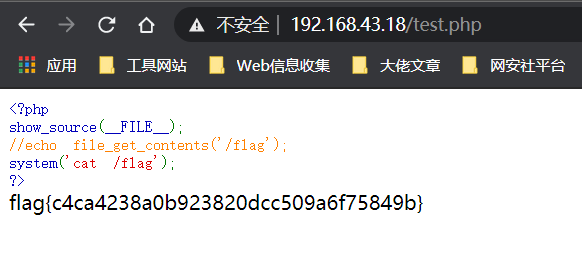 不安全 | 192.168.43.18/test.php
应用 工具网站 Web信息收集 大佬文章 网安社平台
<?php
show_source(__FILE__);
//echo file_get_contents('/flag');
system('cat /flag');
?>
flag{c4ca4238a0b923820dcc509a6f75849b}